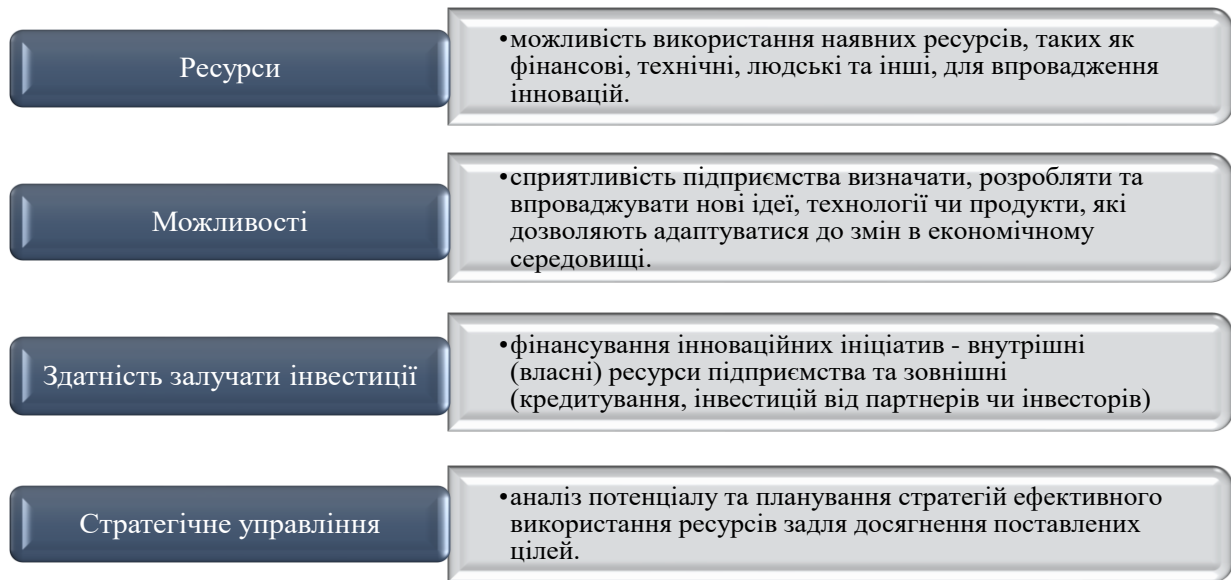 Ресурси
•можливість використання наявних ресурсів, таких як
фінансові, технічні, людські та інші, для впровадження
інновацій.
Можливості
•сприятливість підприємства визначати, розробляти та
впроваджувати нові ідеї, технології чи продукти, які
дозволяють адаптуватися до змін в економічному
середовищі.
Здатність залучати інвестиції
•фінансування інноваційних ініціатив - внутрішні
(власні) ресурси підприємства та зовнішні
(кредитування, інвестицій від партнерів чи інвесторів)
Стратегічне управління
•аналіз потенціалу та планування стратегій ефективного
використання ресурсів задля досягнення поставлених
цілей.